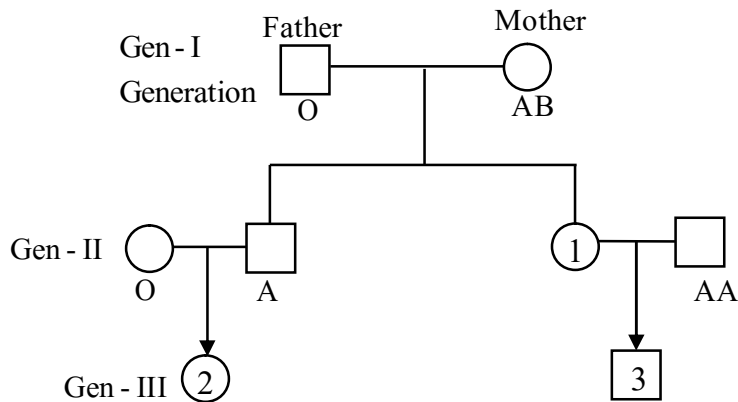 Father
Mother
Gen - I
Generation
O
AB
Gen - II
1
O
A
AA
Gen - III
2
3